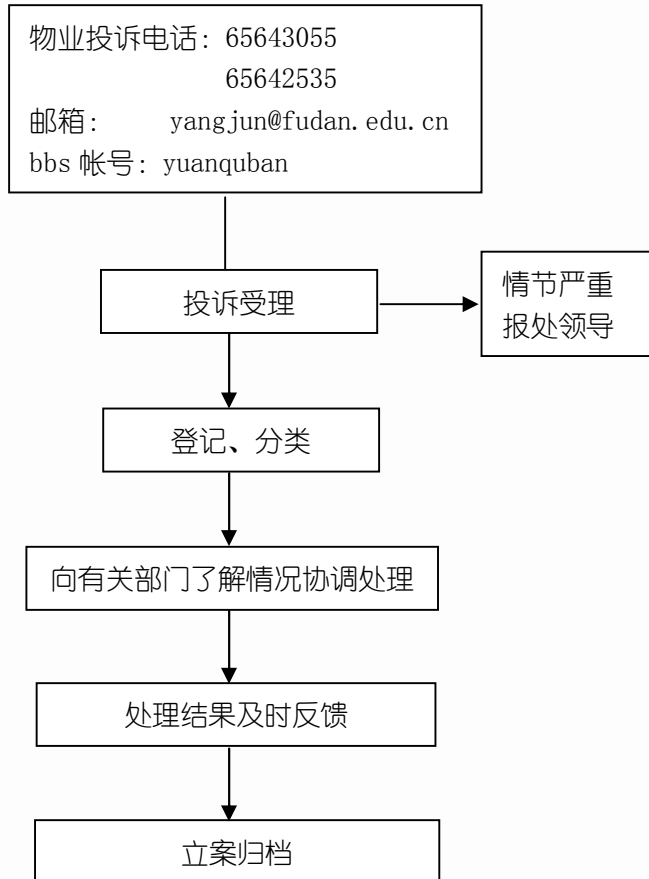 物业投诉电话：65643055
65642535
邮箱： yangjun@fudan.edu.cn
bbs 帐号：yuanquban
投诉受理
情节严重
报处领导
登记、分类
向有关部门了解情况协调处理
处理结果及时反馈
立案归档